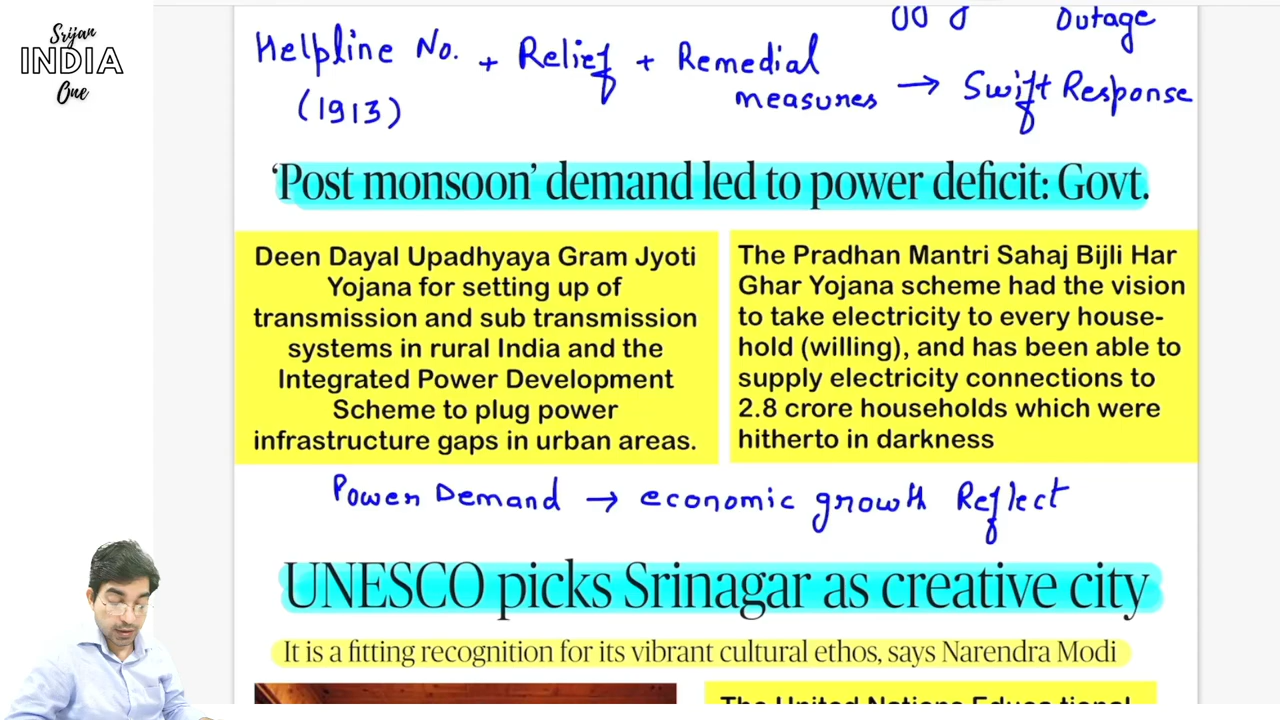 Srijan
INDIA
One
Outage
Helpline No. + Relief + Remedial
measures → Swift Response
(1913)
‘Post monsoon’ demand led to power deficit: Govt.
Deen Dayal Upadhyaya Gram Jyoti
Yojana for setting up of
transmission and sub transmission
systems in rural India and the
Integrated Power Development
Scheme to plug power
infrastructure gaps in urban areas.
The Pradhan Mantri Sahaj Bijli Har
Ghar Yojana scheme had the vision
to take electricity to every house-
hold (willing), and has been able to
supply electricity connections to
2.8 crore households which were
hitherto in darkness
Power Demand → economic growth Reflect
UNESCO picks Srinagar as creative city
It is a fitting recognition for its vibrant cultural ethos, says Narendra Modi
The United Nations Educational